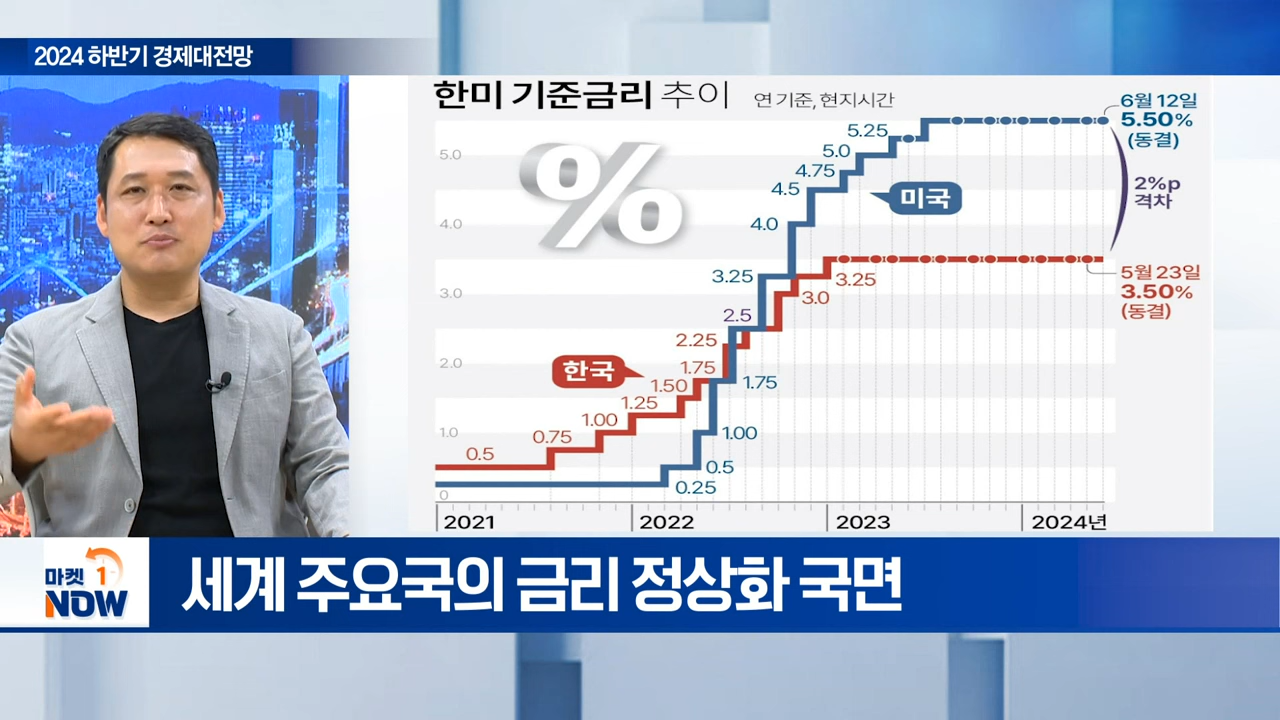 2024 하반기 경제대전망
한미 기준금리 추이 연 기준, 현지시간
%
6월 12일
5.50%
(동결)
2%p
격차
5월 23일
3.50%
(동결)
5.0
4.0
3.0
2.0
1.0
0
미국
5.25
5.0
4.75
4.5
4.0
3.25
2.5
1.75
1.00
0.5
0.25
한국
3.25
3.0
2.25
1.75
1.50
1.25
1.00
0.75
0.5
2021 2022 2023 2024년
마켓 1
NOW
세계 주요국의 금리 정상화 국면